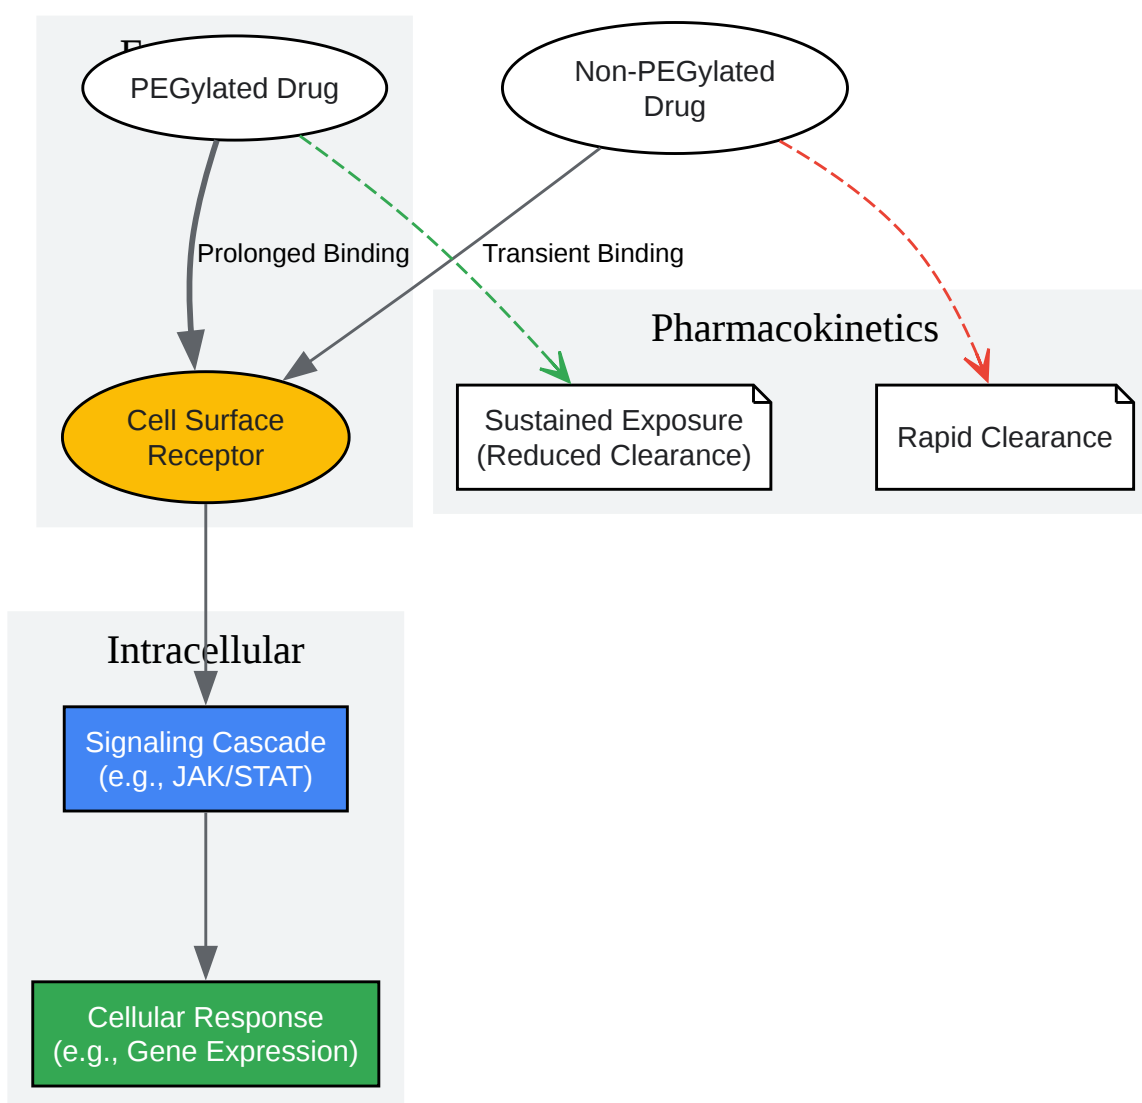 PEGylated Drug
Non-PEGylated
Drug
Prolonged Binding
Transient Binding
Pharmacokinetics
Cell Surface
Receptor
Sustained Exposure
(Reduced Clearance)
Rapid Clearance
Intracellular
Signaling Cascade
(e.g., JAK/STAT)
Cellular Response
(e.g., Gene Expression)